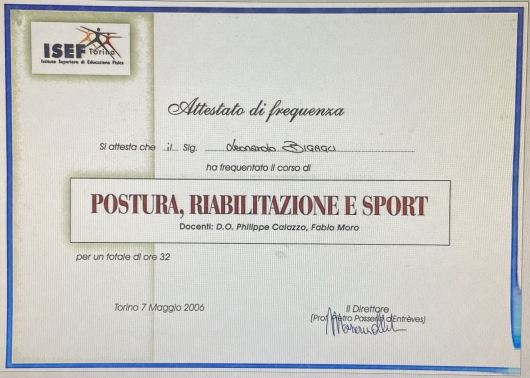 ISEF
Torino
Istituto Superiore di Educazione Fisica
Attestato di frequenza
Si attesta che il Sig. Leonardo
ha frequentato il corso di
POSTURA, RIABILITAZIONE E SPORT
Docenti: D.O. Philippe Caiazzo, Fabio Moro
per un totale di ore 32
Torino 7 Maggio 2006
Il Direttore
(Prof. Pietro Passerin d'Entrèves)